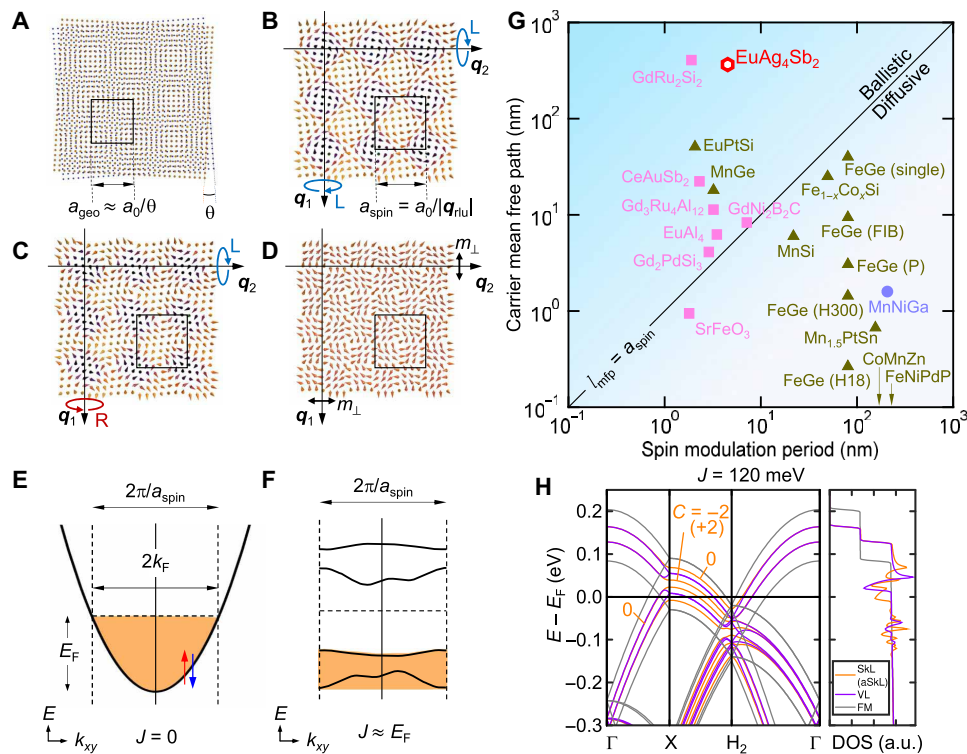 A
a_geo ≈ a_0/θ
θ
B
L
q_2
q_1
L
a_spin = a_0/|q_rlu|
C
L
q_2
q_1
R
D
m_⊥
q_2
q_1
m_⊥
E
2π/a_spin
2k_F
E_F
E
k_xy
J = 0
F
2π/a_spin
E
k_xy
J ≈ E_F
G
Carrier mean free path (nm)
10^3
10^2
10^1
10^0
10^−1
10^−1
10^0
10^1
10^2
10^3
Spin modulation period (nm)
EuAg4Sb2
GdRu2Si2
Ballistic
Diffusive
EuPtSi
CeAuSb2
MnGe
FeGe (single)
Fe1−xCoxSi
Gd3Ru4Al12
GdNi2B2C
FeGe (FIB)
EuAl4
MnSi
Gd2PdSi3
FeGe (P)
MnNiGa
FeGe (H300)
SrFeO3
Mn1.5PtSn
CoMnZn
FeGe (H18)
FeNiPdP
l_mfp = a_spin
H
J = 120 meV
E − E_F (eV)
0.2
0.1
0.0
−0.1
−0.2
−0.3
C = −2
(+2)
0
0
Γ
X
H2
Γ
SkL
(aSkL)
VL
FM
DOS (a.u.)